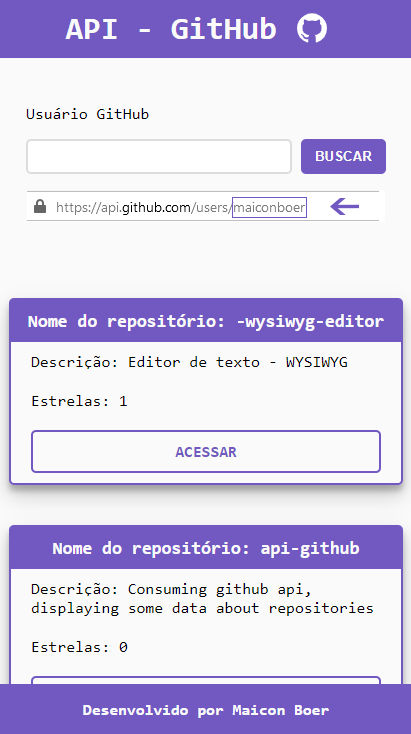 API - GitHub
Usuário GitHub
BUSCAR
https://api.github.com/users/maiconboer
Nome do repositório: -wysiwyg-editor
Descrição: Editor de texto - WYSIWYG
Estrelas: 1
ACESSAR
Nome do repositório: api-github
Descrição: Consuming github api,
displaying some data about repositories
Estrelas: 0
Desenvolvido por Maicon Boer